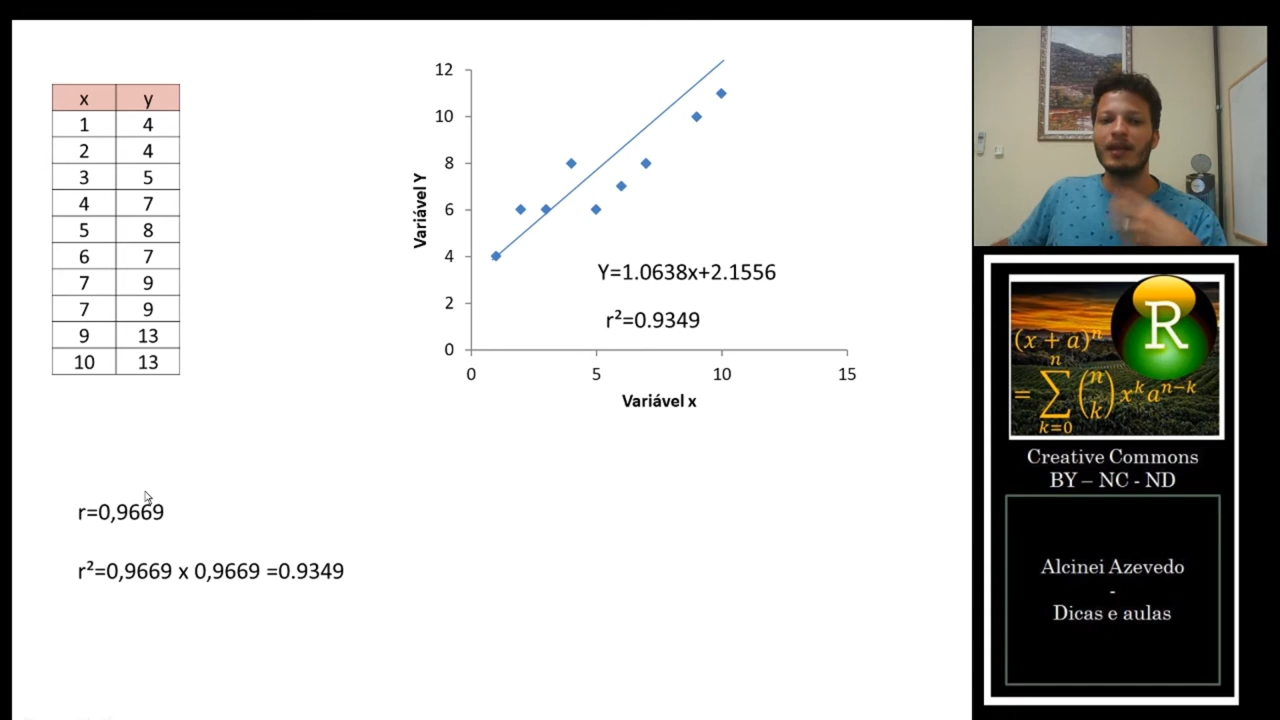 x y
1 4
2 4
3 5
4 7
5 8
6 7
7 9
7 9
9 13
10 13
12
10
8
6
4
2
0
0 5 10 15
Variável Y
Variável x
Y=1.0638x+2.1556
r²=0.9349
r=0,9669
r²=0,9669 x 0,9669 =0.9349
R
(x + a)ⁿ
= ∑ₖ₌₀ⁿ (ⁿₖ) xᵏaⁿ⁻ᵏ
Creative Commons
BY – NC - ND
Alcinei Azevedo
-
Dicas e aulas